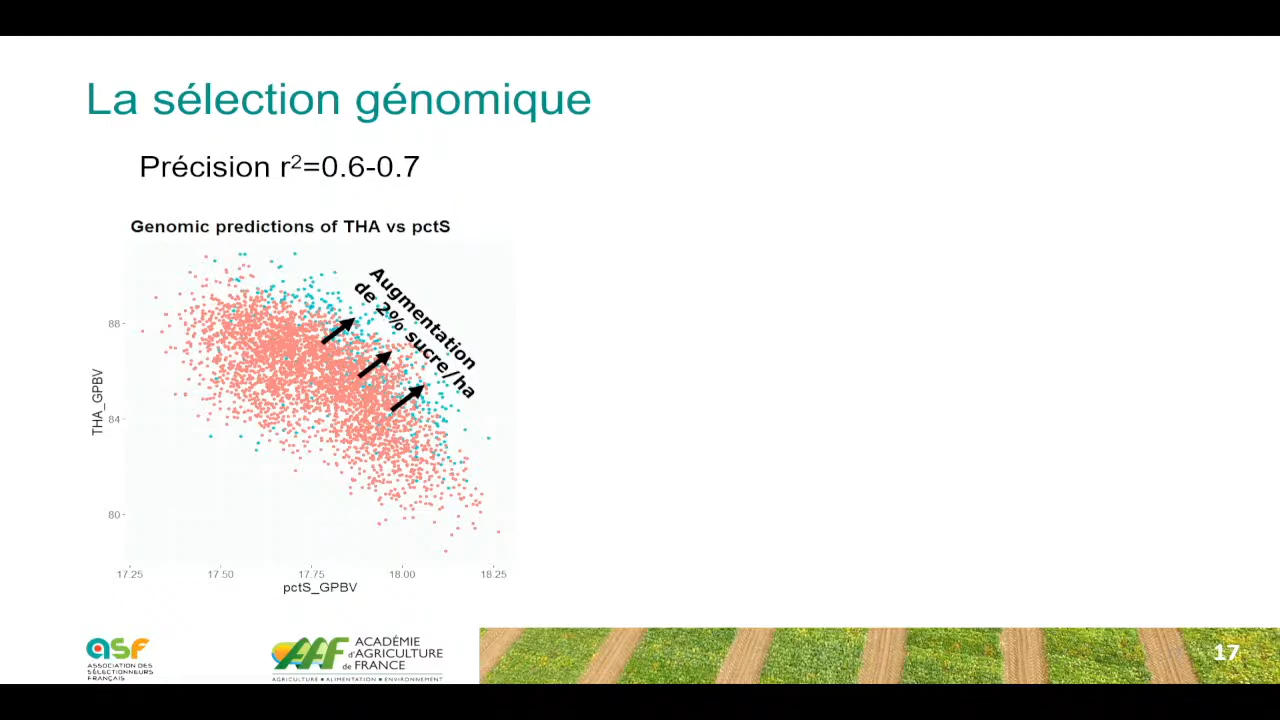 La sélection génomique
Précision r²=0.6-0.7
Genomic predictions of THA vs pctS
Augmentation
de 2% sucre/ha
88
84
80
THA_GPBV
17.25 17.50 17.75 18.00 18.25
pctS_GPBV
asf
ASSOCIATION DES
SÉLECTIONNEURS
FRANÇAIS
AAF
ACADÉMIE
d'AGRICULTURE
de FRANCE
AGRICULTURE ■ ALIMENTATION ■ ENVIRONNEMENT
17